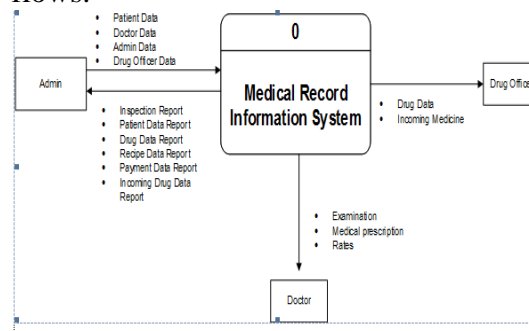 flows:
• Patient Data
• Doctor Data
• Admin Data
• Drug Officer Data
0
Admin
Medical Record
Information System
Drug Office
• Inspection Report
• Patient Data Report
• Drug Data Report
• Recipe Data Report
• Payment Data Report
• Incoming Drug Data
Report
• Drug Data
• Incoming Medicine
• Examination
• Medical prescription
• Rates
Doctor